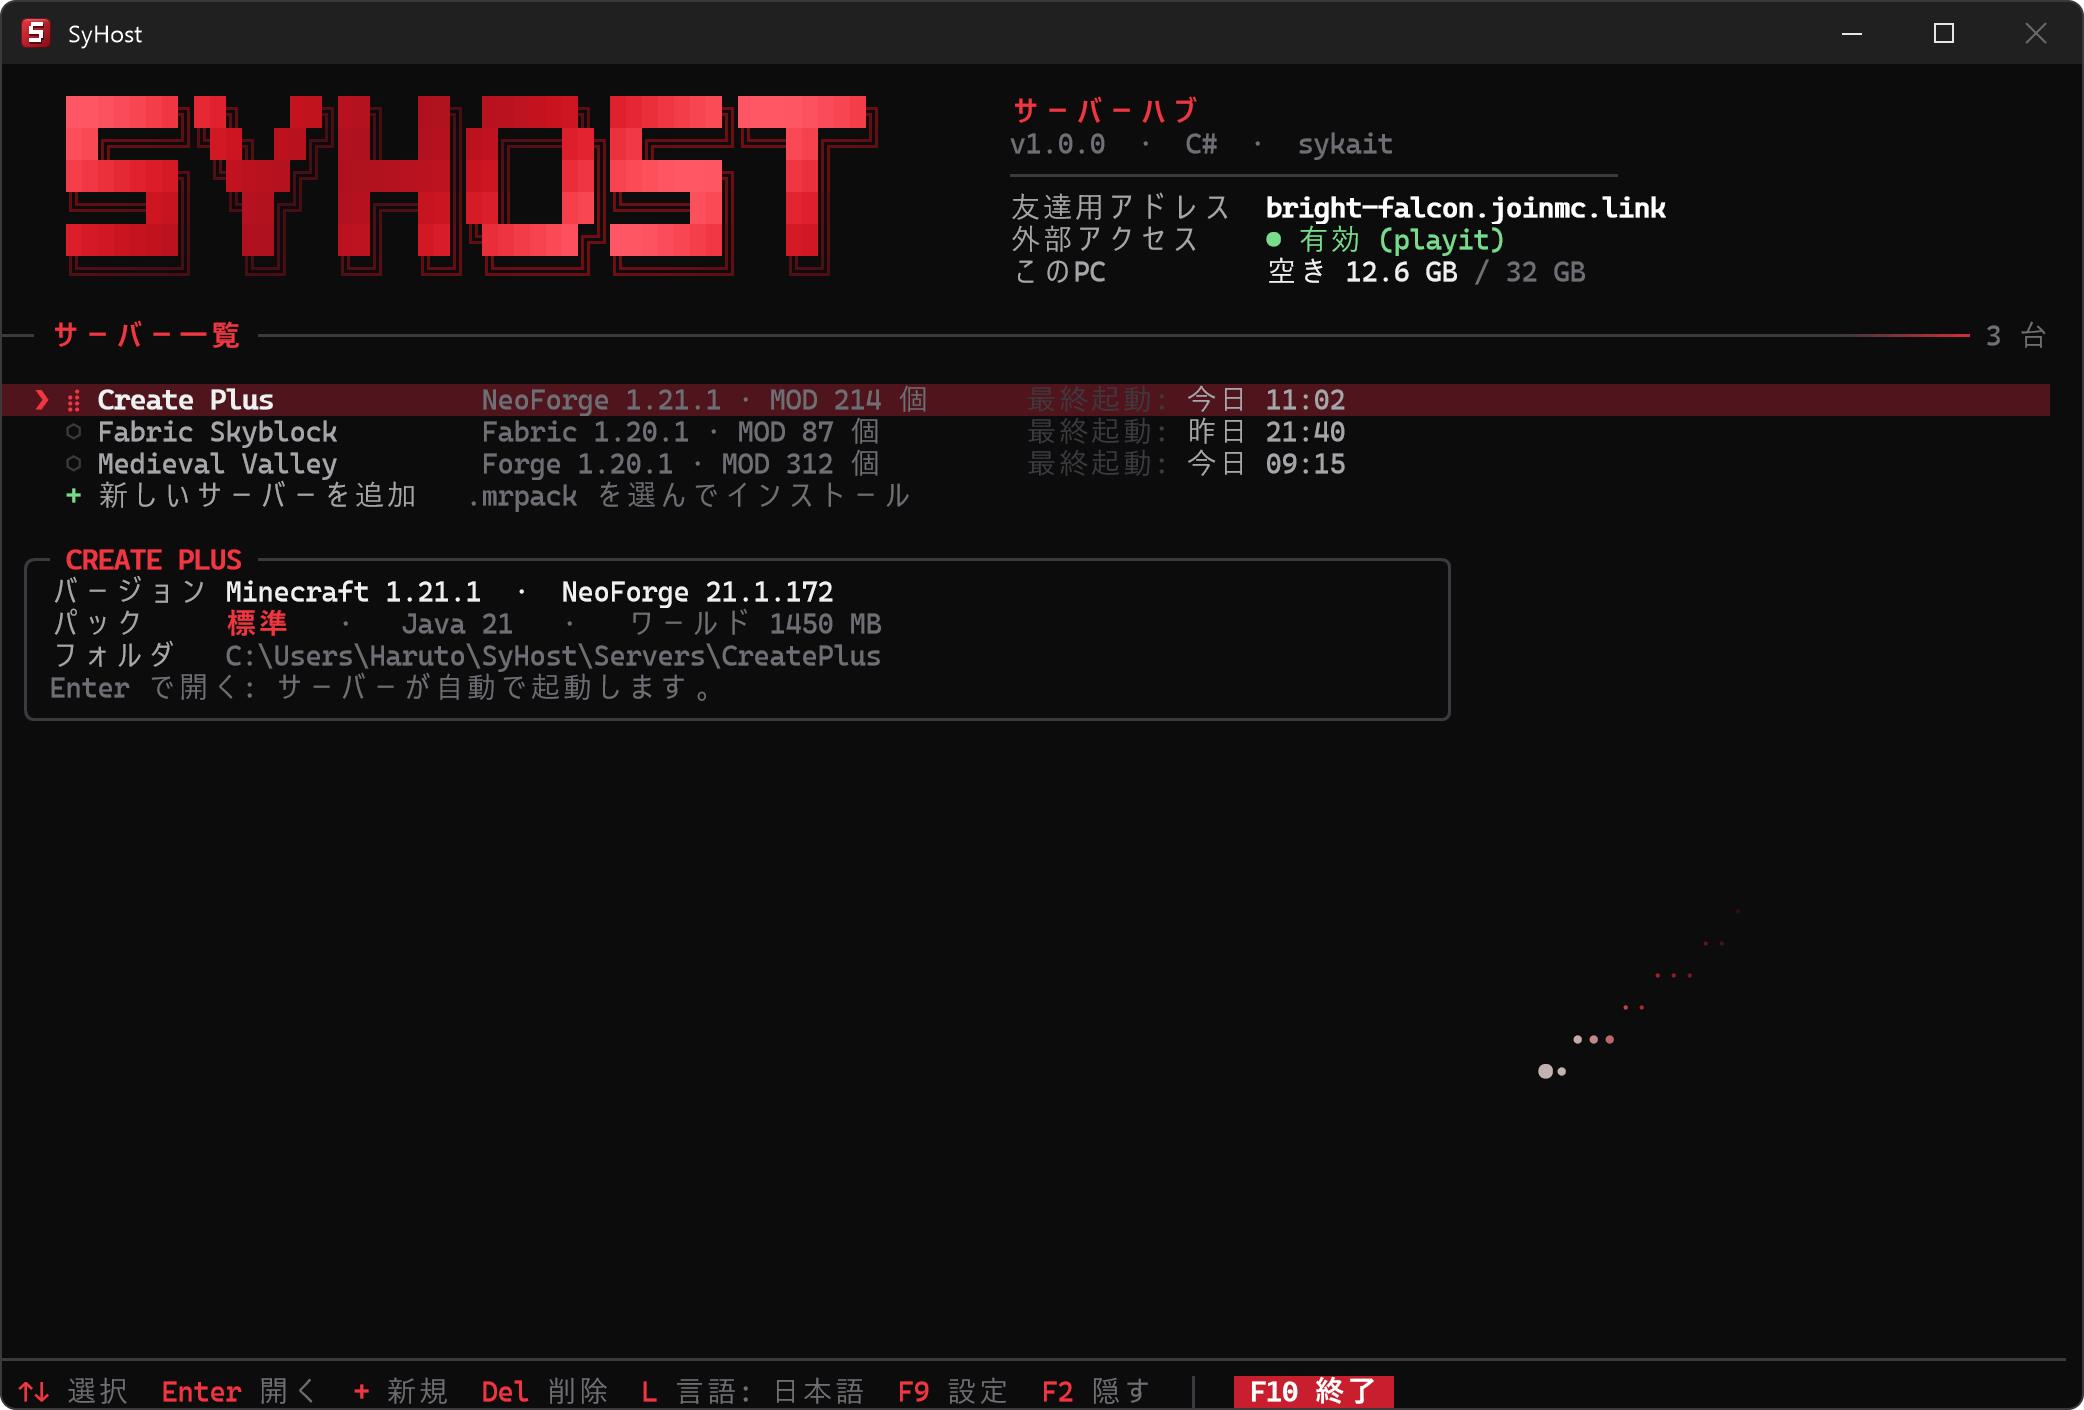 SyHost
SYHOST
サーバーハブ
v1.0.0 · C# · sykait
友達用アドレス bright-falcon.joinmc.link
外部アクセス ● 有効 (playit)
このPC 空き 12.6 GB / 32 GB
サーバー一覧 3 台
❯ Create Plus NeoForge 1.21.1 · MOD 214 個 最終起動: 今日 11:02
Fabric Skyblock Fabric 1.20.1 · MOD 87 個 最終起動: 昨日 21:40
Medieval Valley Forge 1.20.1 · MOD 312 個 最終起動: 今日 09:15
+ 新しいサーバーを追加 .mrpack を選んでインストール
CREATE PLUS
バージョン Minecraft 1.21.1 · NeoForge 21.1.172
パック 標準 · Java 21 · ワールド 1450 MB
フォルダ C:\Users\Haruto\SyHost\Servers\CreatePlus
Enter で開く: サーバーが自動で起動します。
↑↓ 選択 Enter 開く + 新規 Del 削除 L 言語: 日本語 F9 設定 F2 隠す │ F10 終了